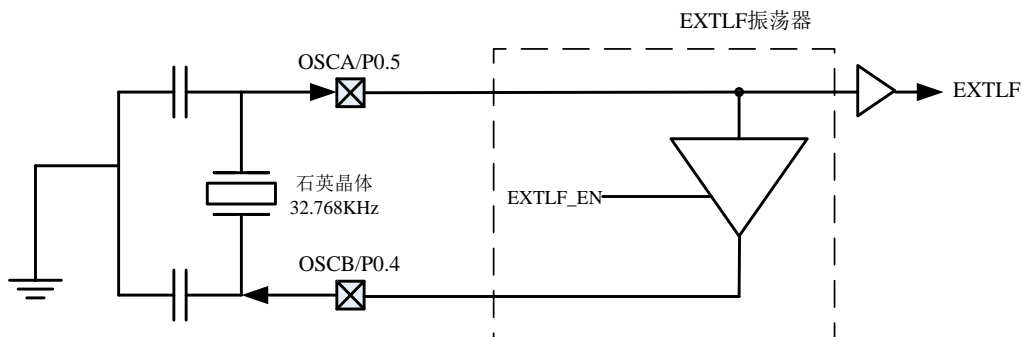 EXTLF振荡器
OSCA/P0.5
EXTLF
石英晶体
32.768KHz
EXTLF_EN
OSCB/P0.4